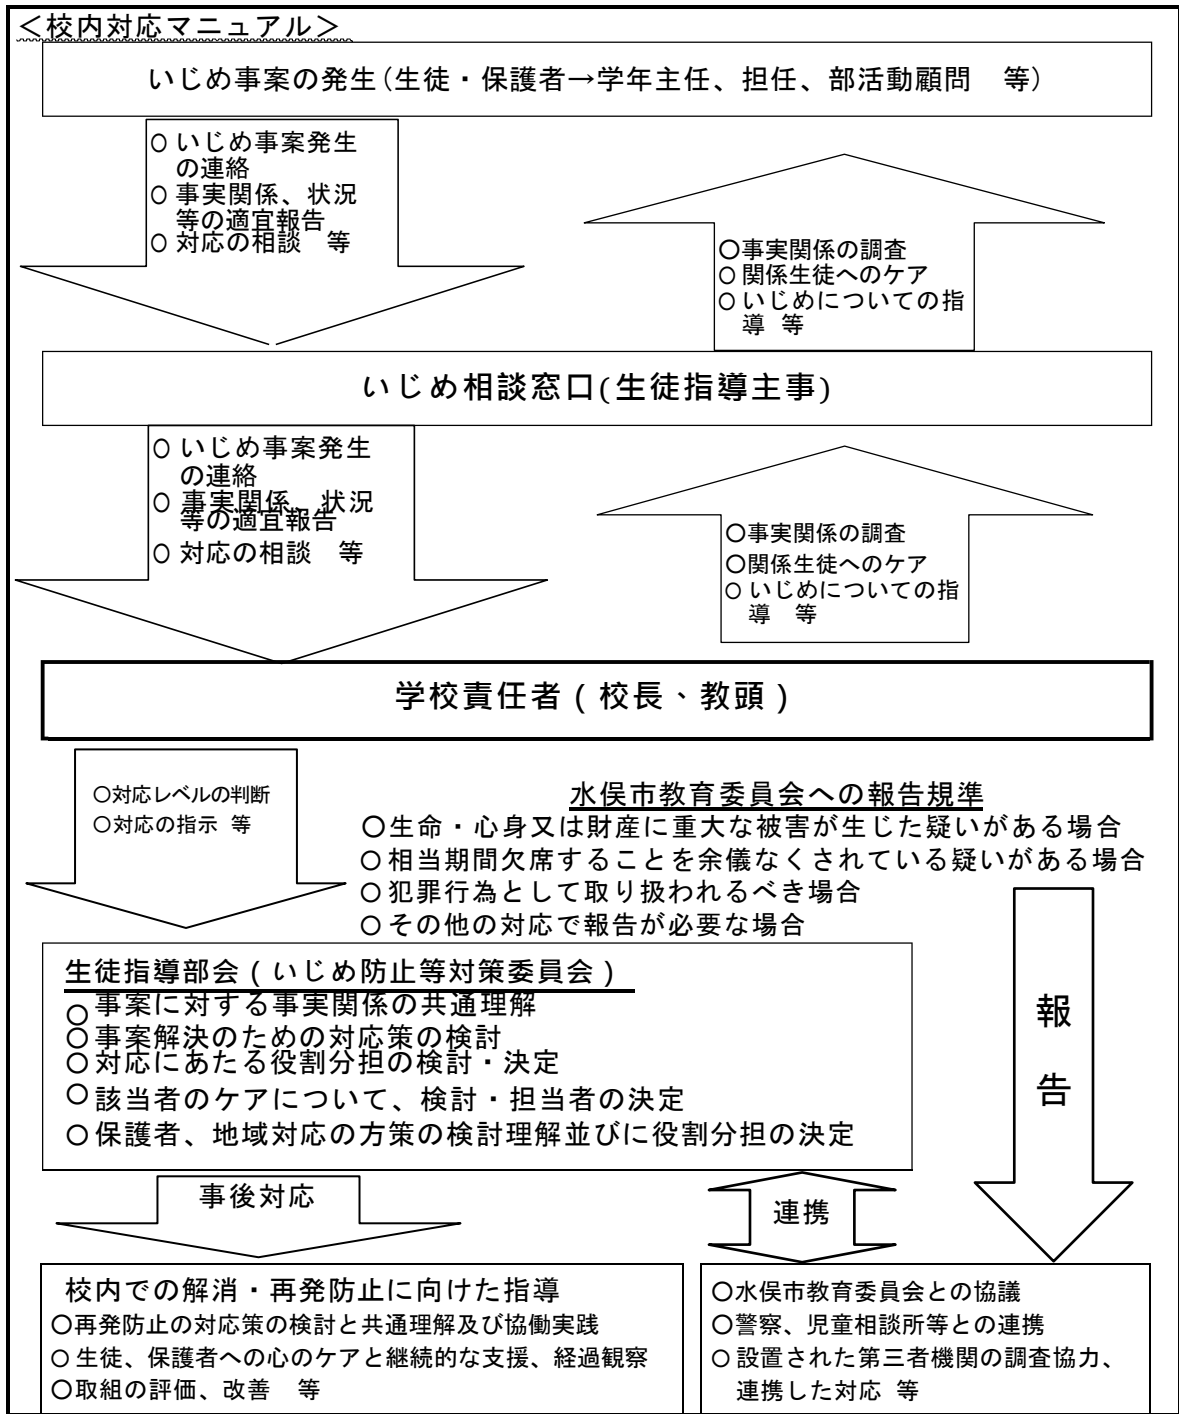 ＜校内対応マニュアル＞
いじめ事案の発生(生徒・保護者→学年主任、担任、部活動顧問　等)
○ いじめ事案発生
の連絡
○ 事実関係、状況
等の適宜報告
○ 対応の相談　等
○事実関係の調査
○ 関係生徒へのケア
○ いじめについての指
導 等
いじめ相談窓口(生徒指導主事)
○ いじめ事案発生
の連絡
○ 事実関係、状況
等の適宜報告
○ 対応の相談　等
○事実関係の調査
○関係生徒へのケア
○ いじめについての指
導　等
学校責任者（校長、教頭）
○対応レベルの判断
○対応の指示 等
水俣市教育委員会への報告規準
○生命・心身又は財産に重大な被害が生じた疑いがある場合
○相当期間欠席することを余儀なくされている疑いがある場合
○犯罪行為として取り扱われるべき場合
○その他の対応で報告が必要な場合
報
告
生徒指導部会（いじめ防止等対策委員会）
○事案に対する事実関係の共通理解
○事案解決のための対応策の検討
○対応にあたる役割分担の検討・決定
○該当者のケアについて、検討・担当者の決定
○保護者、地域対応の方策の検討理解並びに役割分担の決定
事後対応
連携
校内での解消・再発防止に向けた指導
○再発防止の対応策の検討と共通理解及び協働実践
○ 生徒、保護者への心のケアと継続的な支援、経過観察
○取組の評価、改善　等
○水俣市教育委員会との協議
○警察、児童相談所等との連携
○ 設置された第三者機関の調査協力、
連携した対応 等